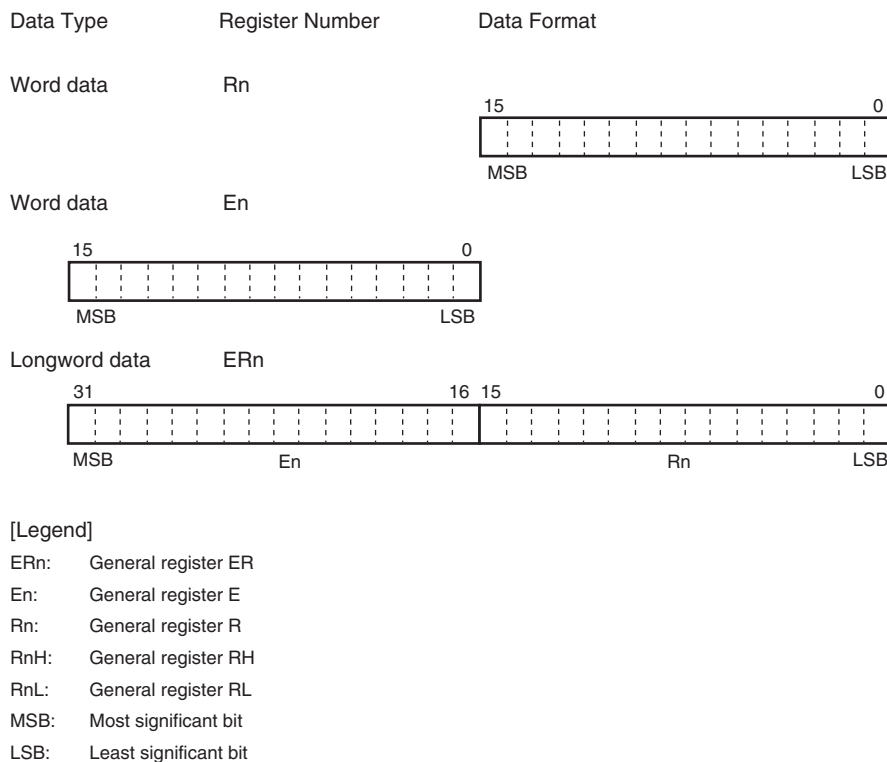 Data Type Register Number Data Format
Word data Rn
15 0
MSB LSB
Word data En
15 0
MSB LSB
Longword data ERn
31 16 15 0
MSB En Rn LSB
[Legend]
ERn: General register ER
En: General register E
Rn: General register R
RnH: General register RH
RnL: General register RL
MSB: Most significant bit
LSB: Least significant bit